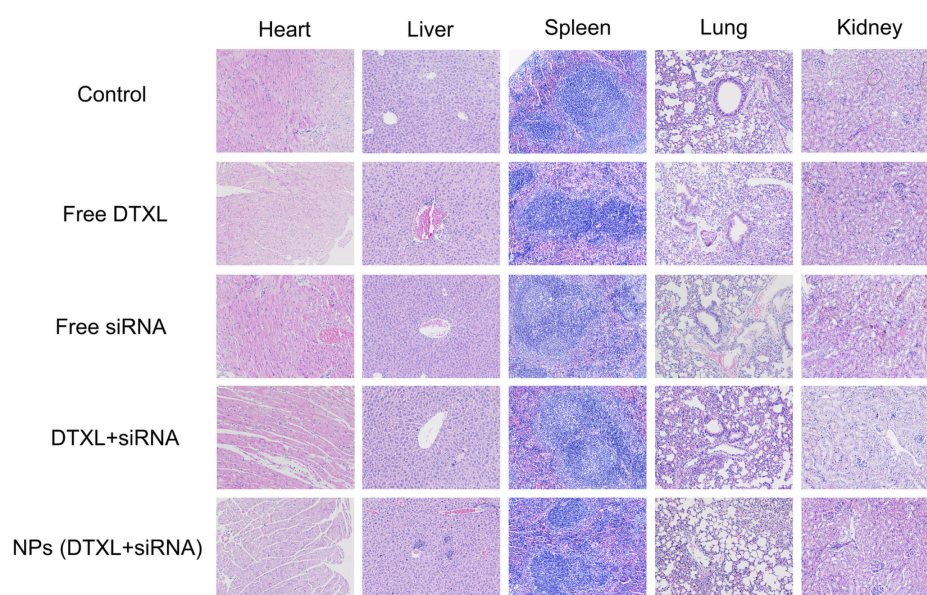 Heart Liver Spleen Lung Kidney
Control
Free DTXL
Free siRNA
DTXL+siRNA
NPs (DTXL+siRNA)